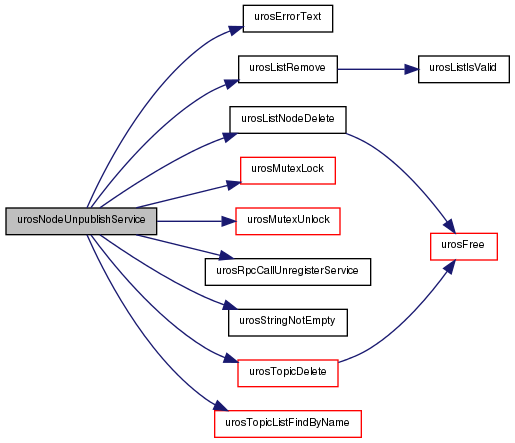 urosErrorText
urosListRemove
urosListIsValid
urosListNodeDelete
urosMutexLock
urosNodeUnpublishService
urosMutexUnlock
urosFree
urosRpcCallUnregisterService
urosStringNotEmpty
urosTopicDelete
urosTopicListFindByName